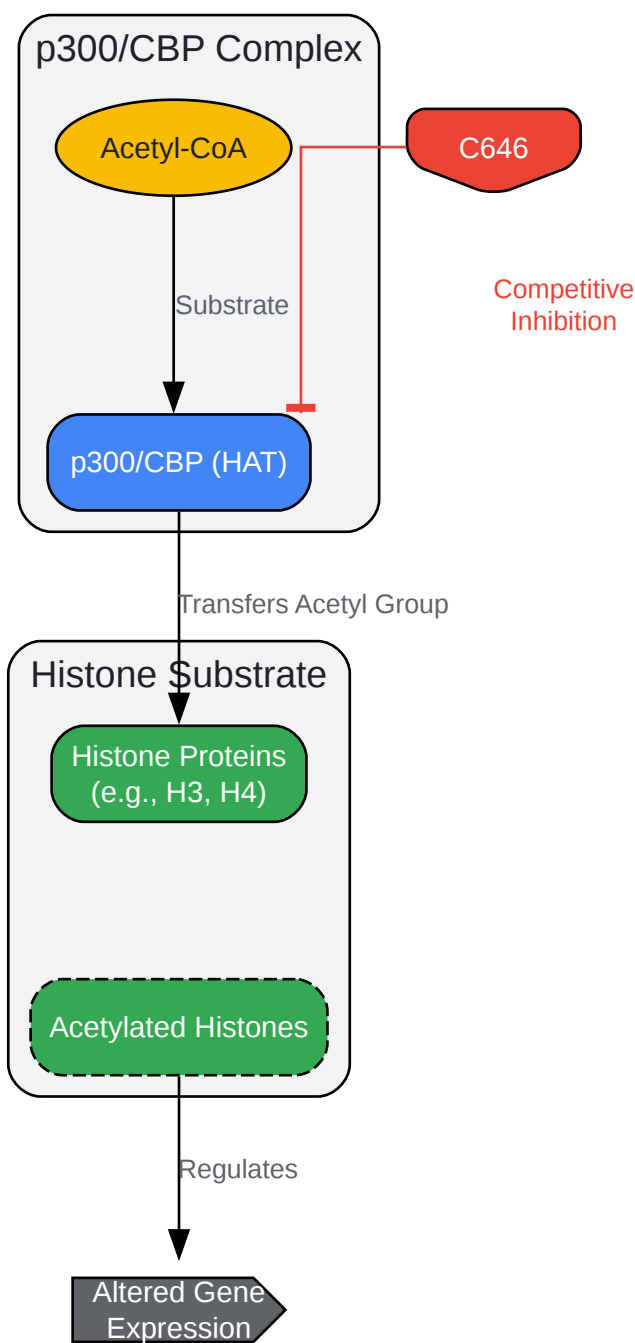 p300/CBP Complex
Acetyl-CoA
C646
Substrate
Competitive
Inhibition
p300/CBP (HAT)
Transfers Acetyl Group
Histone Substrate
Histone Proteins
(e.g., H3, H4)
Acetylated Histones
Regulates
Altered Gene
Expression